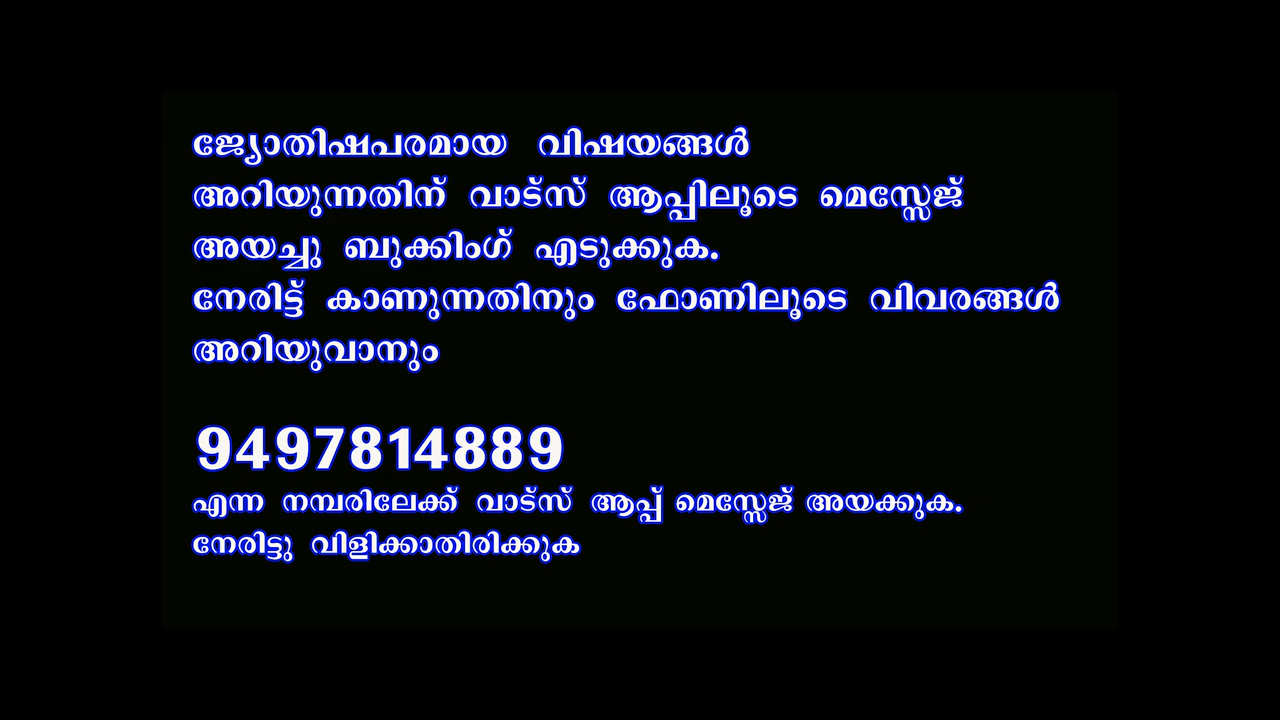 ജ്യോതിഷപരമായ വിഷയങ്ങൾ
അറിയുന്നതിന് വാട്സ് ആപ്പിലൂടെ മെസ്സേജ്
അയച്ചു ബുക്കിംഗ് എടുക്കുക.
നേരിട്ട് കാണുന്നതിനും ഫോണിലൂടെ വിവരങ്ങൾ
അറിയുവാനും
9497814889
എന്ന നമ്പരിലേക്ക് വാട്സ് ആപ്പ് മെസ്സേജ് അയക്കുക.
നേരിട്ടു വിളിക്കാതിരിക്കുക